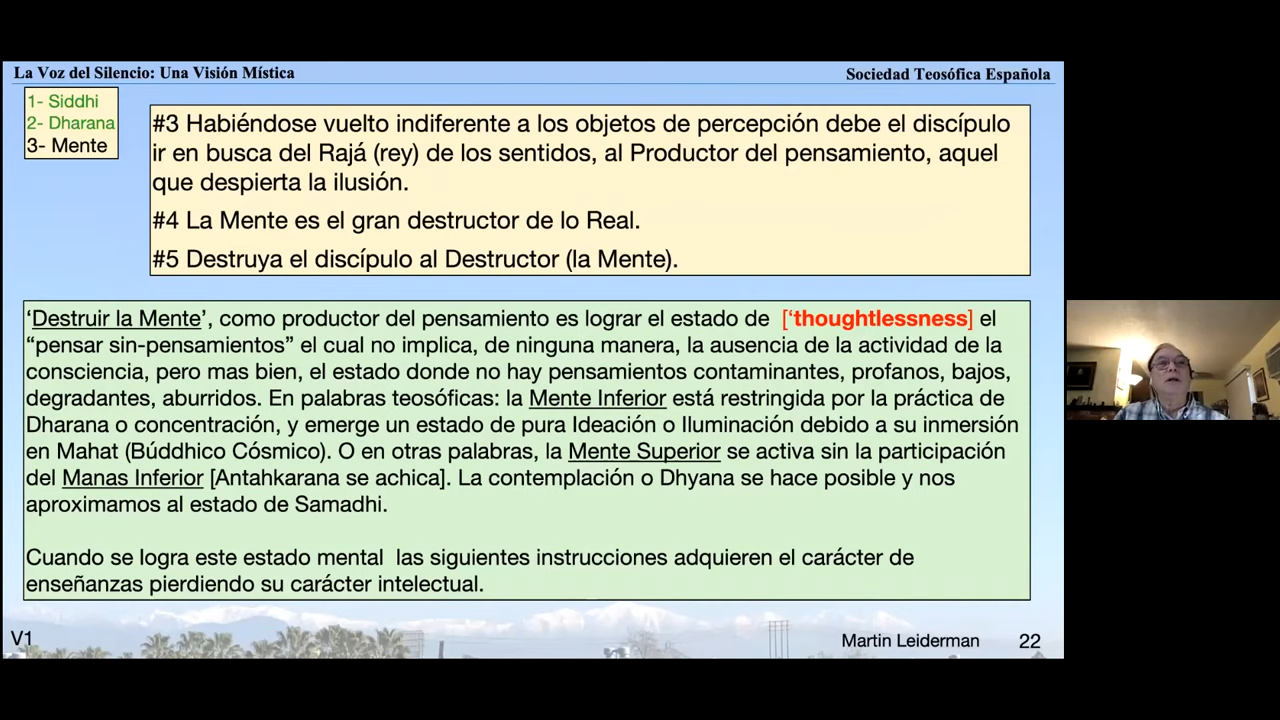 La Voz del Silencio: Una Visión Mística
Sociedad Teosófica Española
1- Siddhi
2- Dharana
3- Mente
#3 Habiéndose vuelto indiferente a los objetos de percepción debe el discípulo
ir en busca del Rajá (rey) de los sentidos, al Productor del pensamiento, aquel
que despierta la ilusión.
#4 La Mente es el gran destructor de lo Real.
#5 Destruya el discípulo al Destructor (la Mente).
‘Destruir la Mente’, como productor del pensamiento es lograr el estado de [‘thoughtlessness] el
“pensar sin-pensamientos” el cual no implica, de ninguna manera, la ausencia de la actividad de la
consciencia, pero mas bien, el estado donde no hay pensamientos contaminantes, profanos, bajos,
degradantes, aburridos. En palabras teosóficas: la Mente Inferior está restringida por la práctica de
Dharana o concentración, y emerge un estado de pura Ideación o Iluminación debido a su inmersión
en Mahat (Búddhico Cósmico). O en otras palabras, la Mente Superior se activa sin la participación
del Manas Inferior [Antahkarana se achica]. La contemplación o Dhyana se hace posible y nos
aproximamos al estado de Samadhi.
Cuando se logra este estado mental las siguientes instrucciones adquieren el carácter de
enseñanzas pierdiendo su carácter intelectual.
V1
Martin Leiderman
22